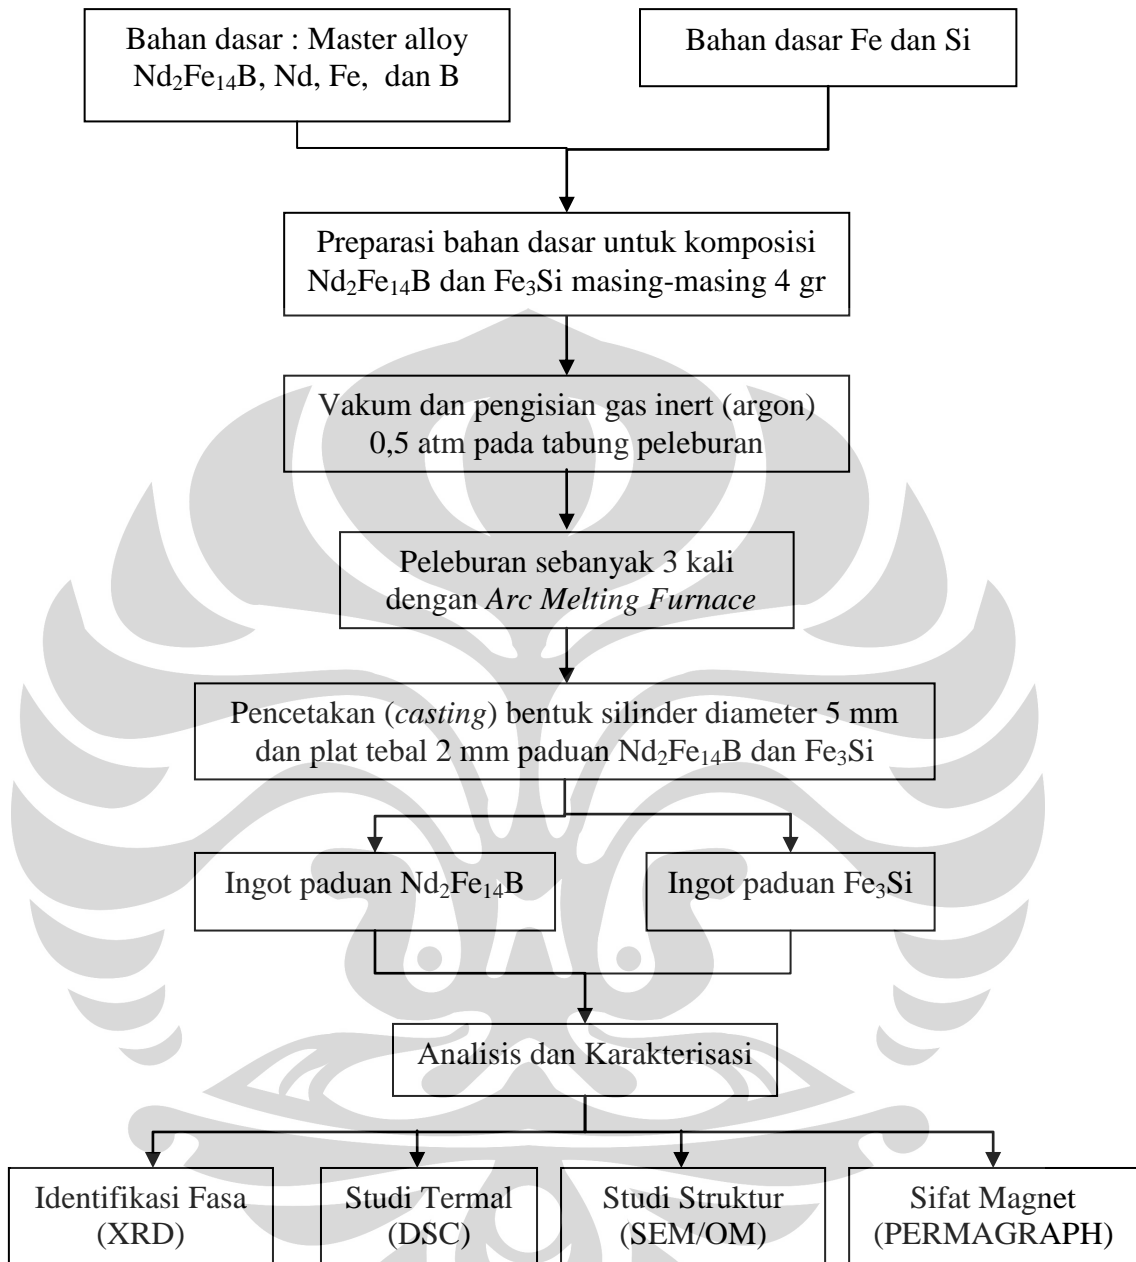 Bahan dasar : Master alloy
Nd₂Fe₁₄B, Nd, Fe, dan B
Bahan dasar Fe dan Si
Preparasi bahan dasar untuk komposisi
Nd₂Fe₁₄B dan Fe₃Si masing-masing 4 gr
Vakum dan pengisian gas inert (argon)
0,5 atm pada tabung peleburan
Peleburan sebanyak 3 kali
dengan Arc Melting Furnace
Pencetakan (casting) bentuk silinder diameter 5 mm
dan plat tebal 2 mm paduan Nd₂Fe₁₄B dan Fe₃Si
Ingot paduan Nd₂Fe₁₄B
Ingot paduan Fe₃Si
Analisis dan Karakterisasi
Identifikasi Fasa
(XRD)
Studi Termal
(DSC)
Studi Struktur
(SEM/OM)
Sifat Magnet
(PERMAGRAPH)